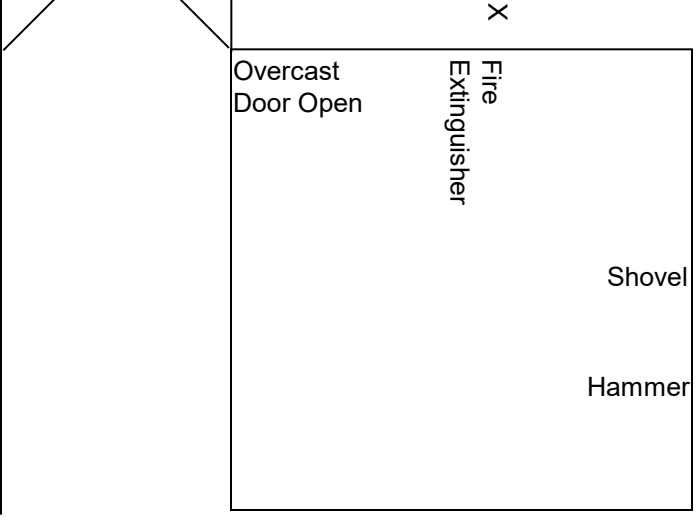 X
Overcast
Door Open
Fire
Extinguisher
Shovel
Hammer